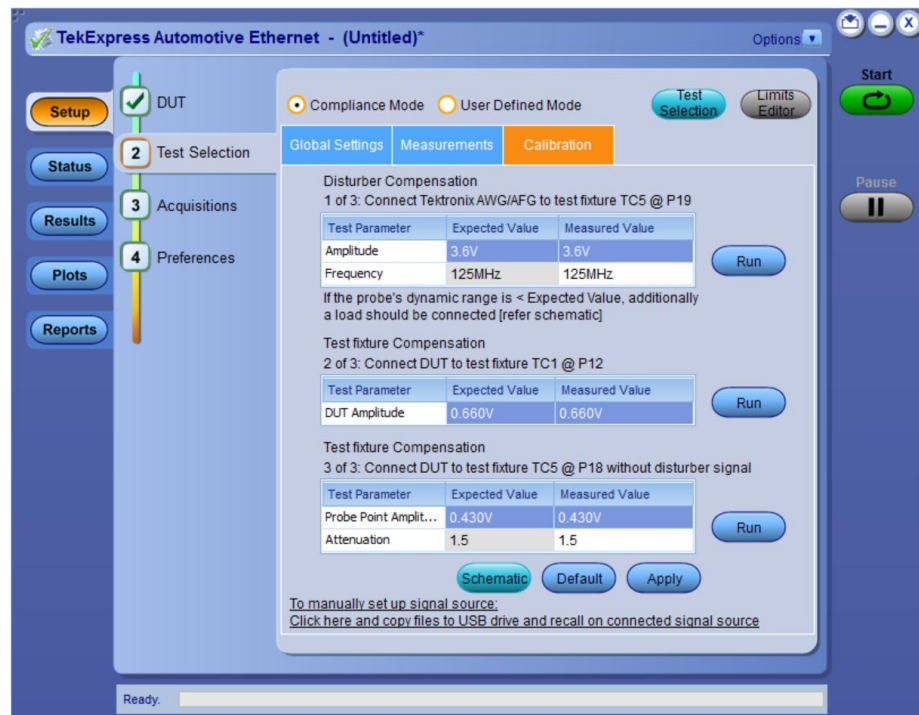 TekExpress Automotive Ethernet - (Untitled)*
Options
Start
Pause
Setup
Status
Results
Plots
Reports
DUT
2 Test Selection
3 Acquisitions
4 Preferences
Compliance Mode User Defined Mode
Test Selection
Limits Editor
Global Settings Measurements Calibration
Disturber Compensation
1 of 3: Connect Tektronix AWG/AFG to test fixture TC5 @ P19
Test Parameter Expected Value Measured Value
Amplitude 3.6V 3.6V
Frequency 125MHz 125MHz
Run
If the probe's dynamic range is < Expected Value, additionally
a load should be connected [refer schematic]
Test fixture Compensation
2 of 3: Connect DUT to test fixture TC1 @ P12
Test Parameter Expected Value Measured Value
DUT Amplitude 0.660V 0.660V
Run
Test fixture Compensation
3 of 3: Connect DUT to test fixture TC5 @ P18 without disturber signal
Test Parameter Expected Value Measured Value
Probe Point Amplit... 0.430V 0.430V
Attenuation 1.5 1.5
Run
Schematic Default Apply
To manually set up signal source:
Click here and copy files to USB drive and recall on connected signal source
Ready.